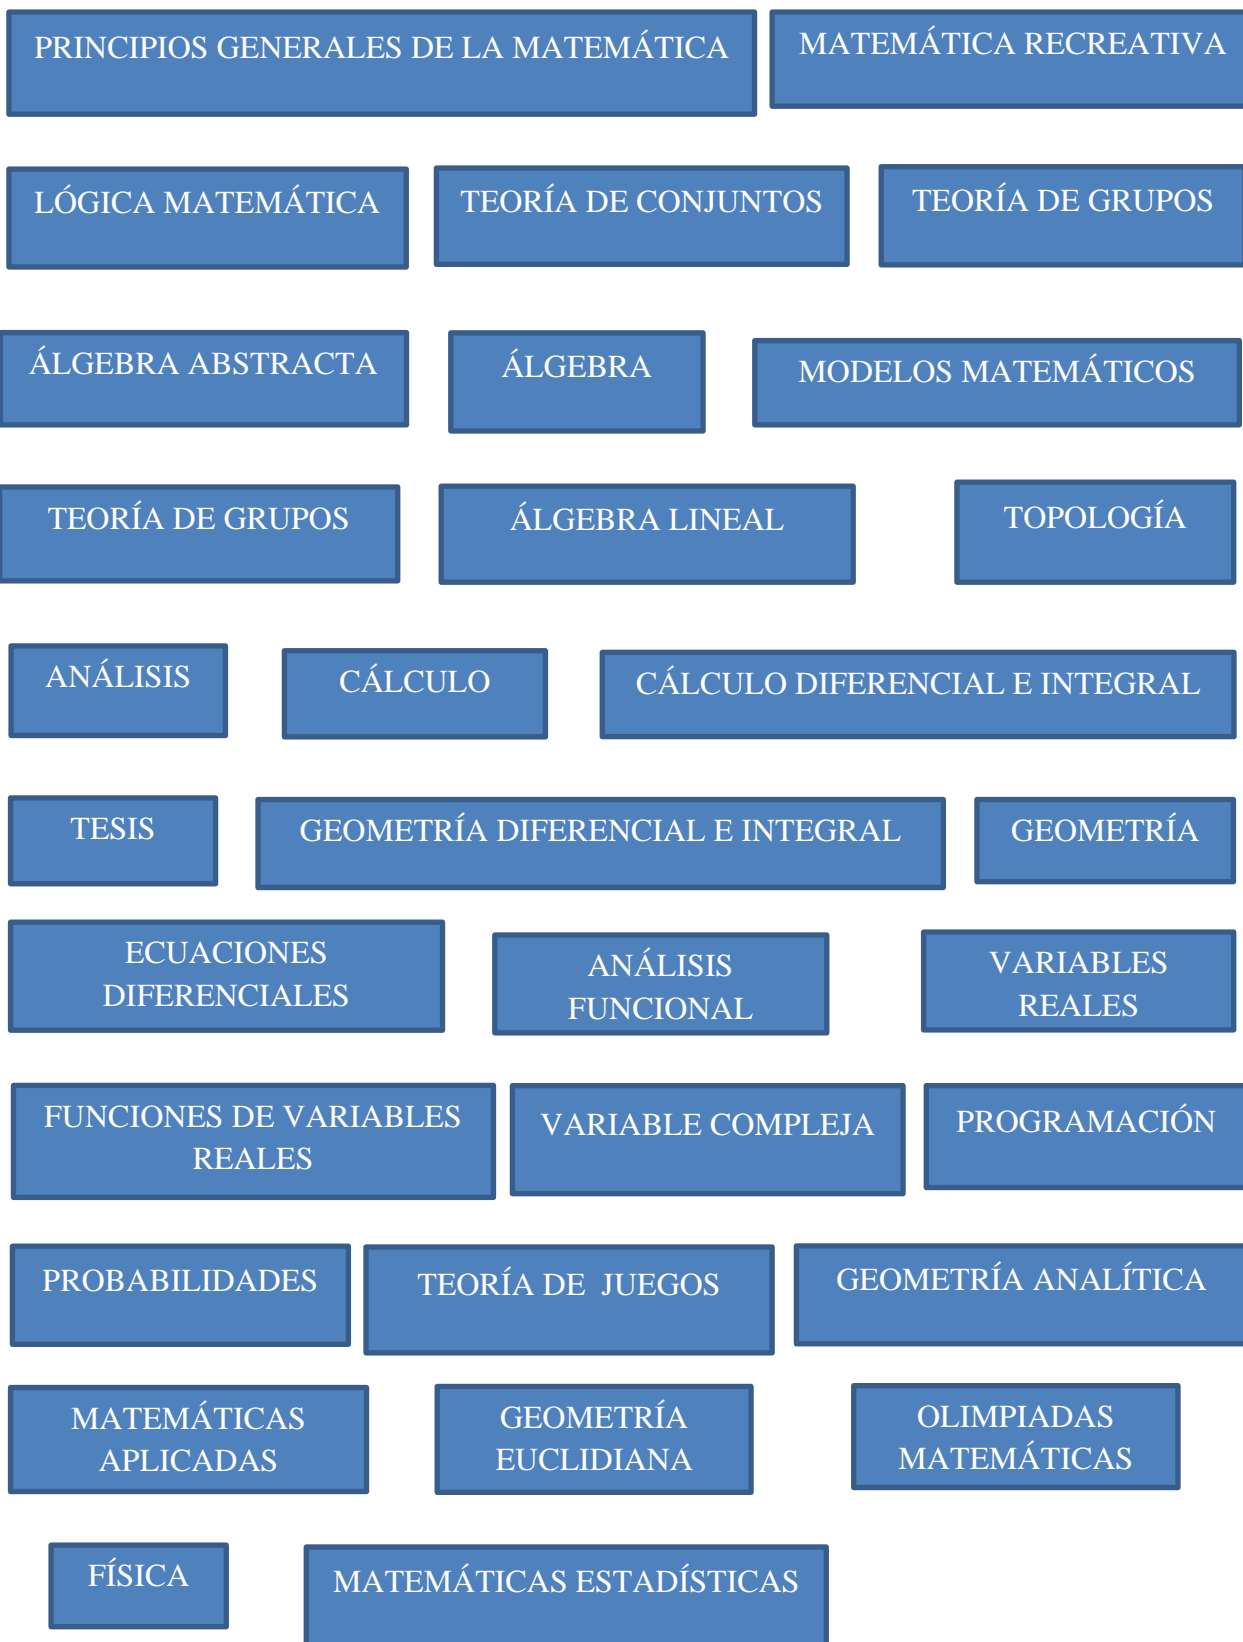 PRINCIPIOS GENERALES DE LA MATEMÁTICA
MATEMÁTICA RECREATIVA
LÓGICA MATEMÁTICA
TEORÍA DE CONJUNTOS
TEORÍA DE GRUPOS
ÁLGEBRA ABSTRACTA
ÁLGEBRA
MODELOS MATEMÁTICOS
TEORÍA DE GRUPOS
ÁLGEBRA LINEAL
TOPOLOGÍA
ANÁLISIS
CÁLCULO
CÁLCULO DIFERENCIAL E INTEGRAL
TESIS
GEOMETRÍA DIFERENCIAL E INTEGRAL
GEOMETRÍA
ECUACIONES
DIFERENCIALES
ANÁLISIS
FUNCIONAL
VARIABLES
REALES
FUNCIONES DE VARIABLES
REALES
VARIABLE COMPLEJA
PROGRAMACIÓN
PROBABILIDADES
TEORÍA DE JUEGOS
GEOMETRÍA ANALÍTICA
MATEMÁTICAS
APLICADAS
GEOMETRÍA
EUCLIDIANA
OLIMPIADAS
MATEMÁTICAS
FÍSICA
MATEMÁTICAS ESTADÍSTICAS